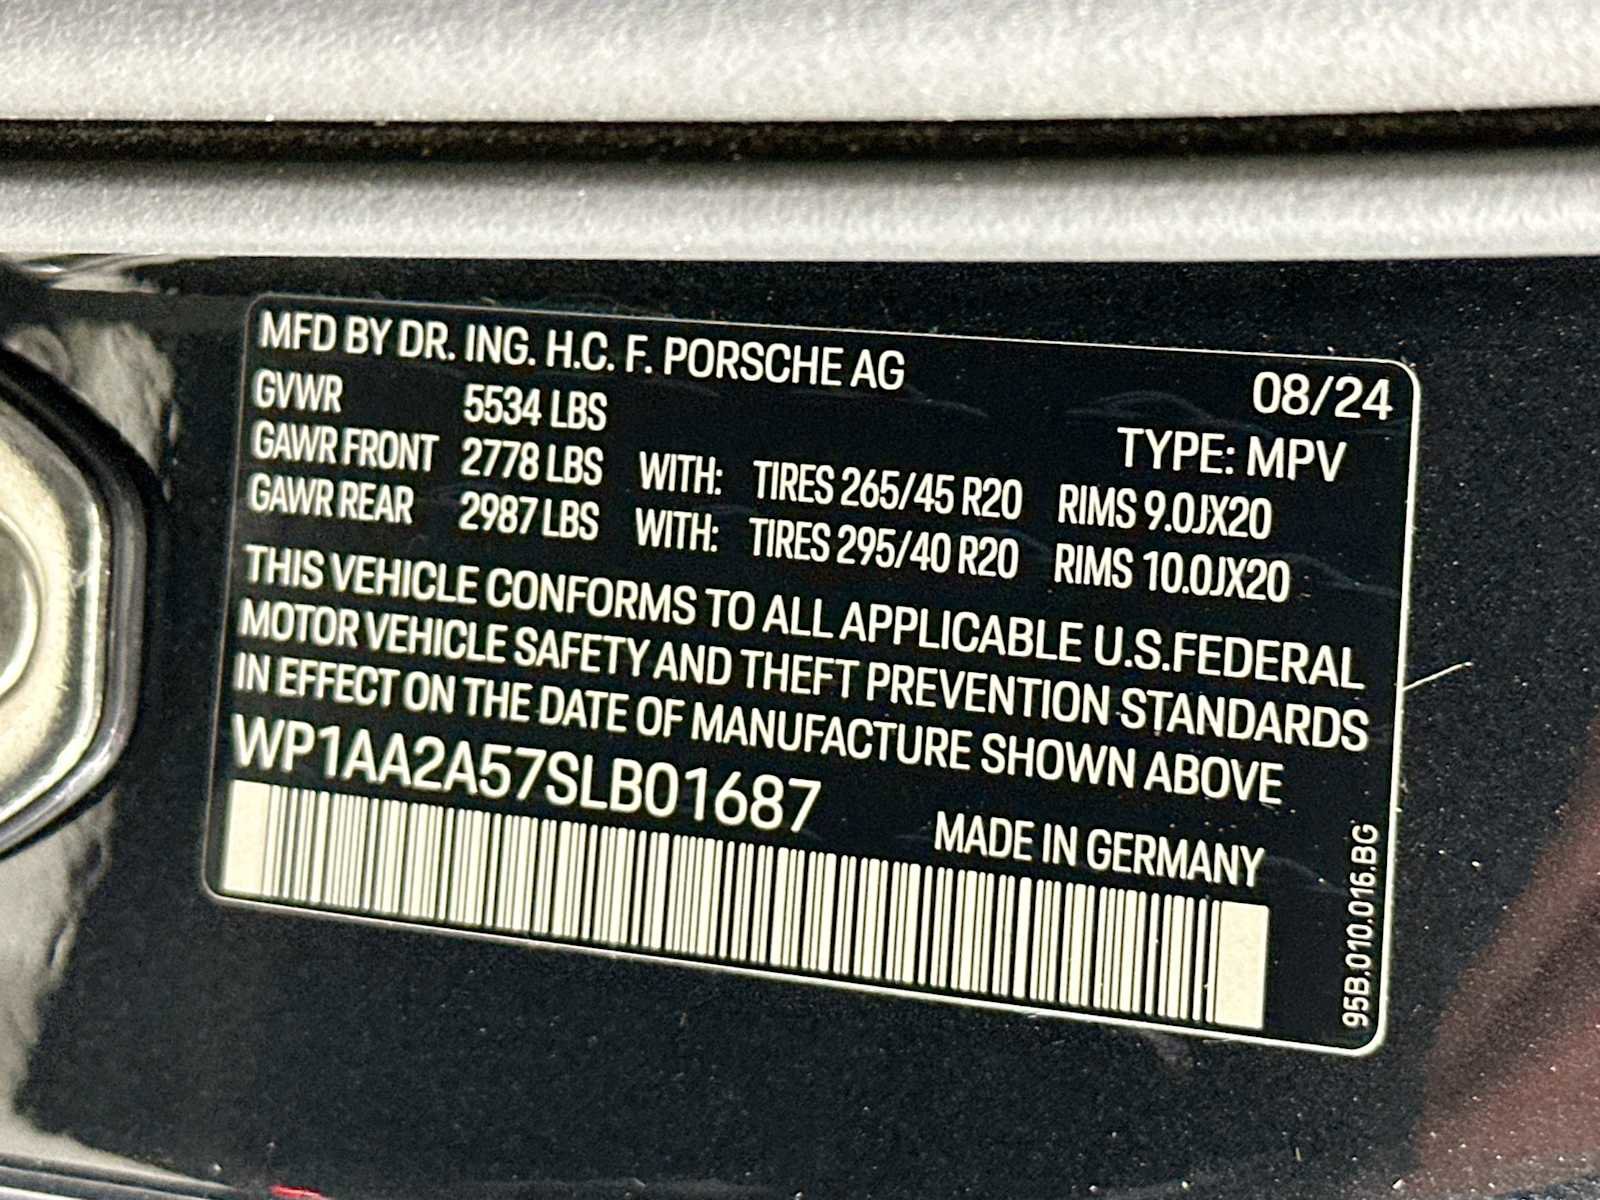 MFD BY DR. ING. H.C. F. PORSCHE AG 08/24
GVWR 5534 LBS TYPE: MPV
GAWR FRONT 2778 LBS WITH: TIRES 265/45 R20 RIMS 9.0JX20
GAWR REAR 2987 LBS WITH: TIRES 295/40 R20 RIMS 10.0JX20
THIS VEHICLE CONFORMS TO ALL APPLICABLE U.S.FEDERAL
MOTOR VEHICLE SAFETY AND THEFT PREVENTION STANDARDS
IN EFFECT ON THE DATE OF MANUFACTURE SHOWN ABOVE
WP1AA2A57SLB01687
MADE IN GERMANY
95B.010.016.BG